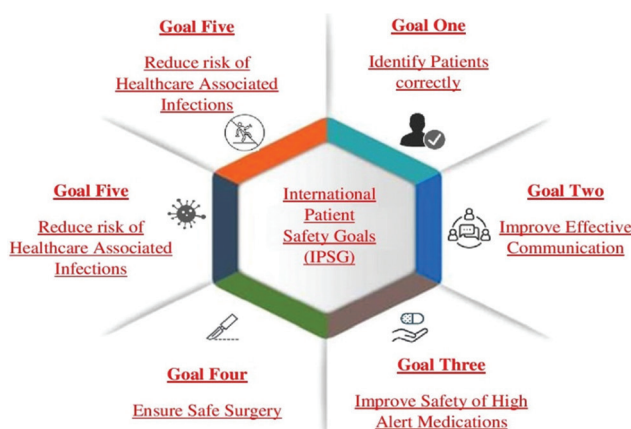 Goal Five
Reduce risk of
Healthcare Associated
Infections
Goal One
Identify Patients
correctly
Goal Five
Reduce risk of
Healthcare Associated
Infections
International
Patient
Safety Goals
(IPSG)
Goal Two
Improve Effective
Communication
Goal Four
Ensure Safe Surgery
Goal Three
Improve Safety of High
Alert Medications